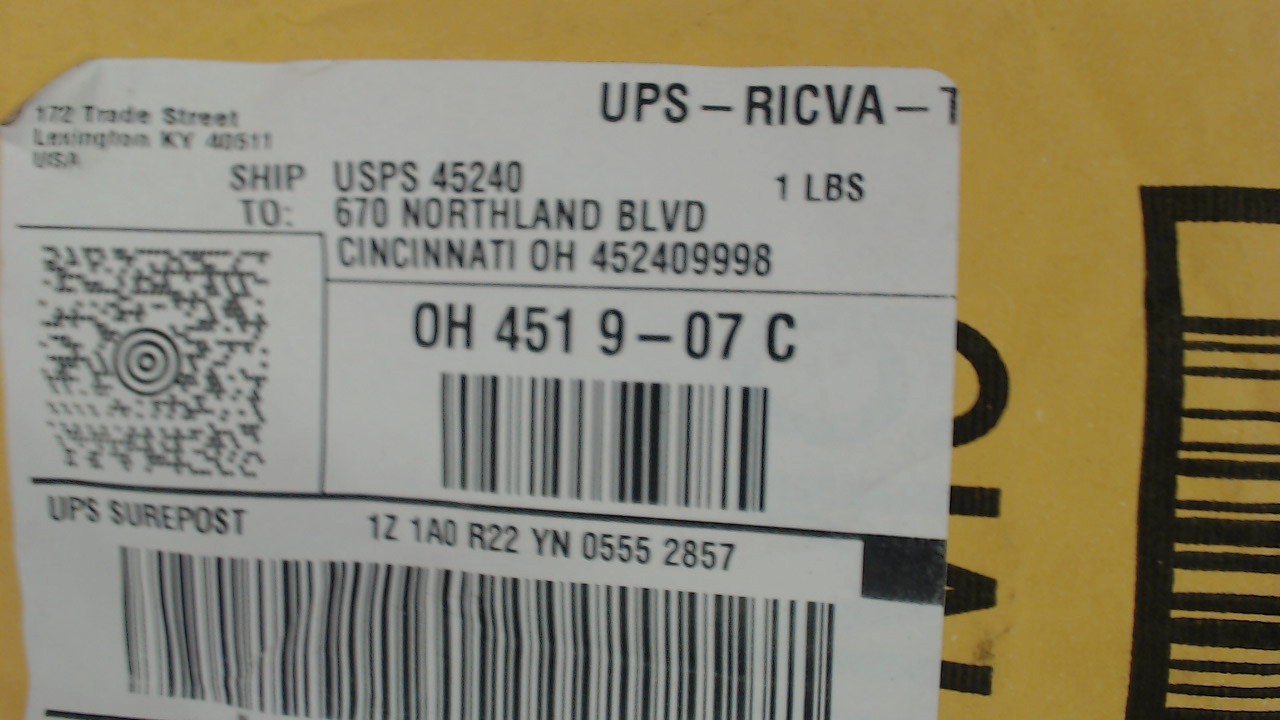 UPS – RICVA – T
172 Trade Street
Lexington KY 40511
USA
SHIP TO: USPS 45240 1 LBS
670 NORTHLAND BLVD
CINCINNATI OH 452409998
OH 451 9 – 07 C
UPS SUREPOST 1Z 1A0 R22 YN 0555 2857